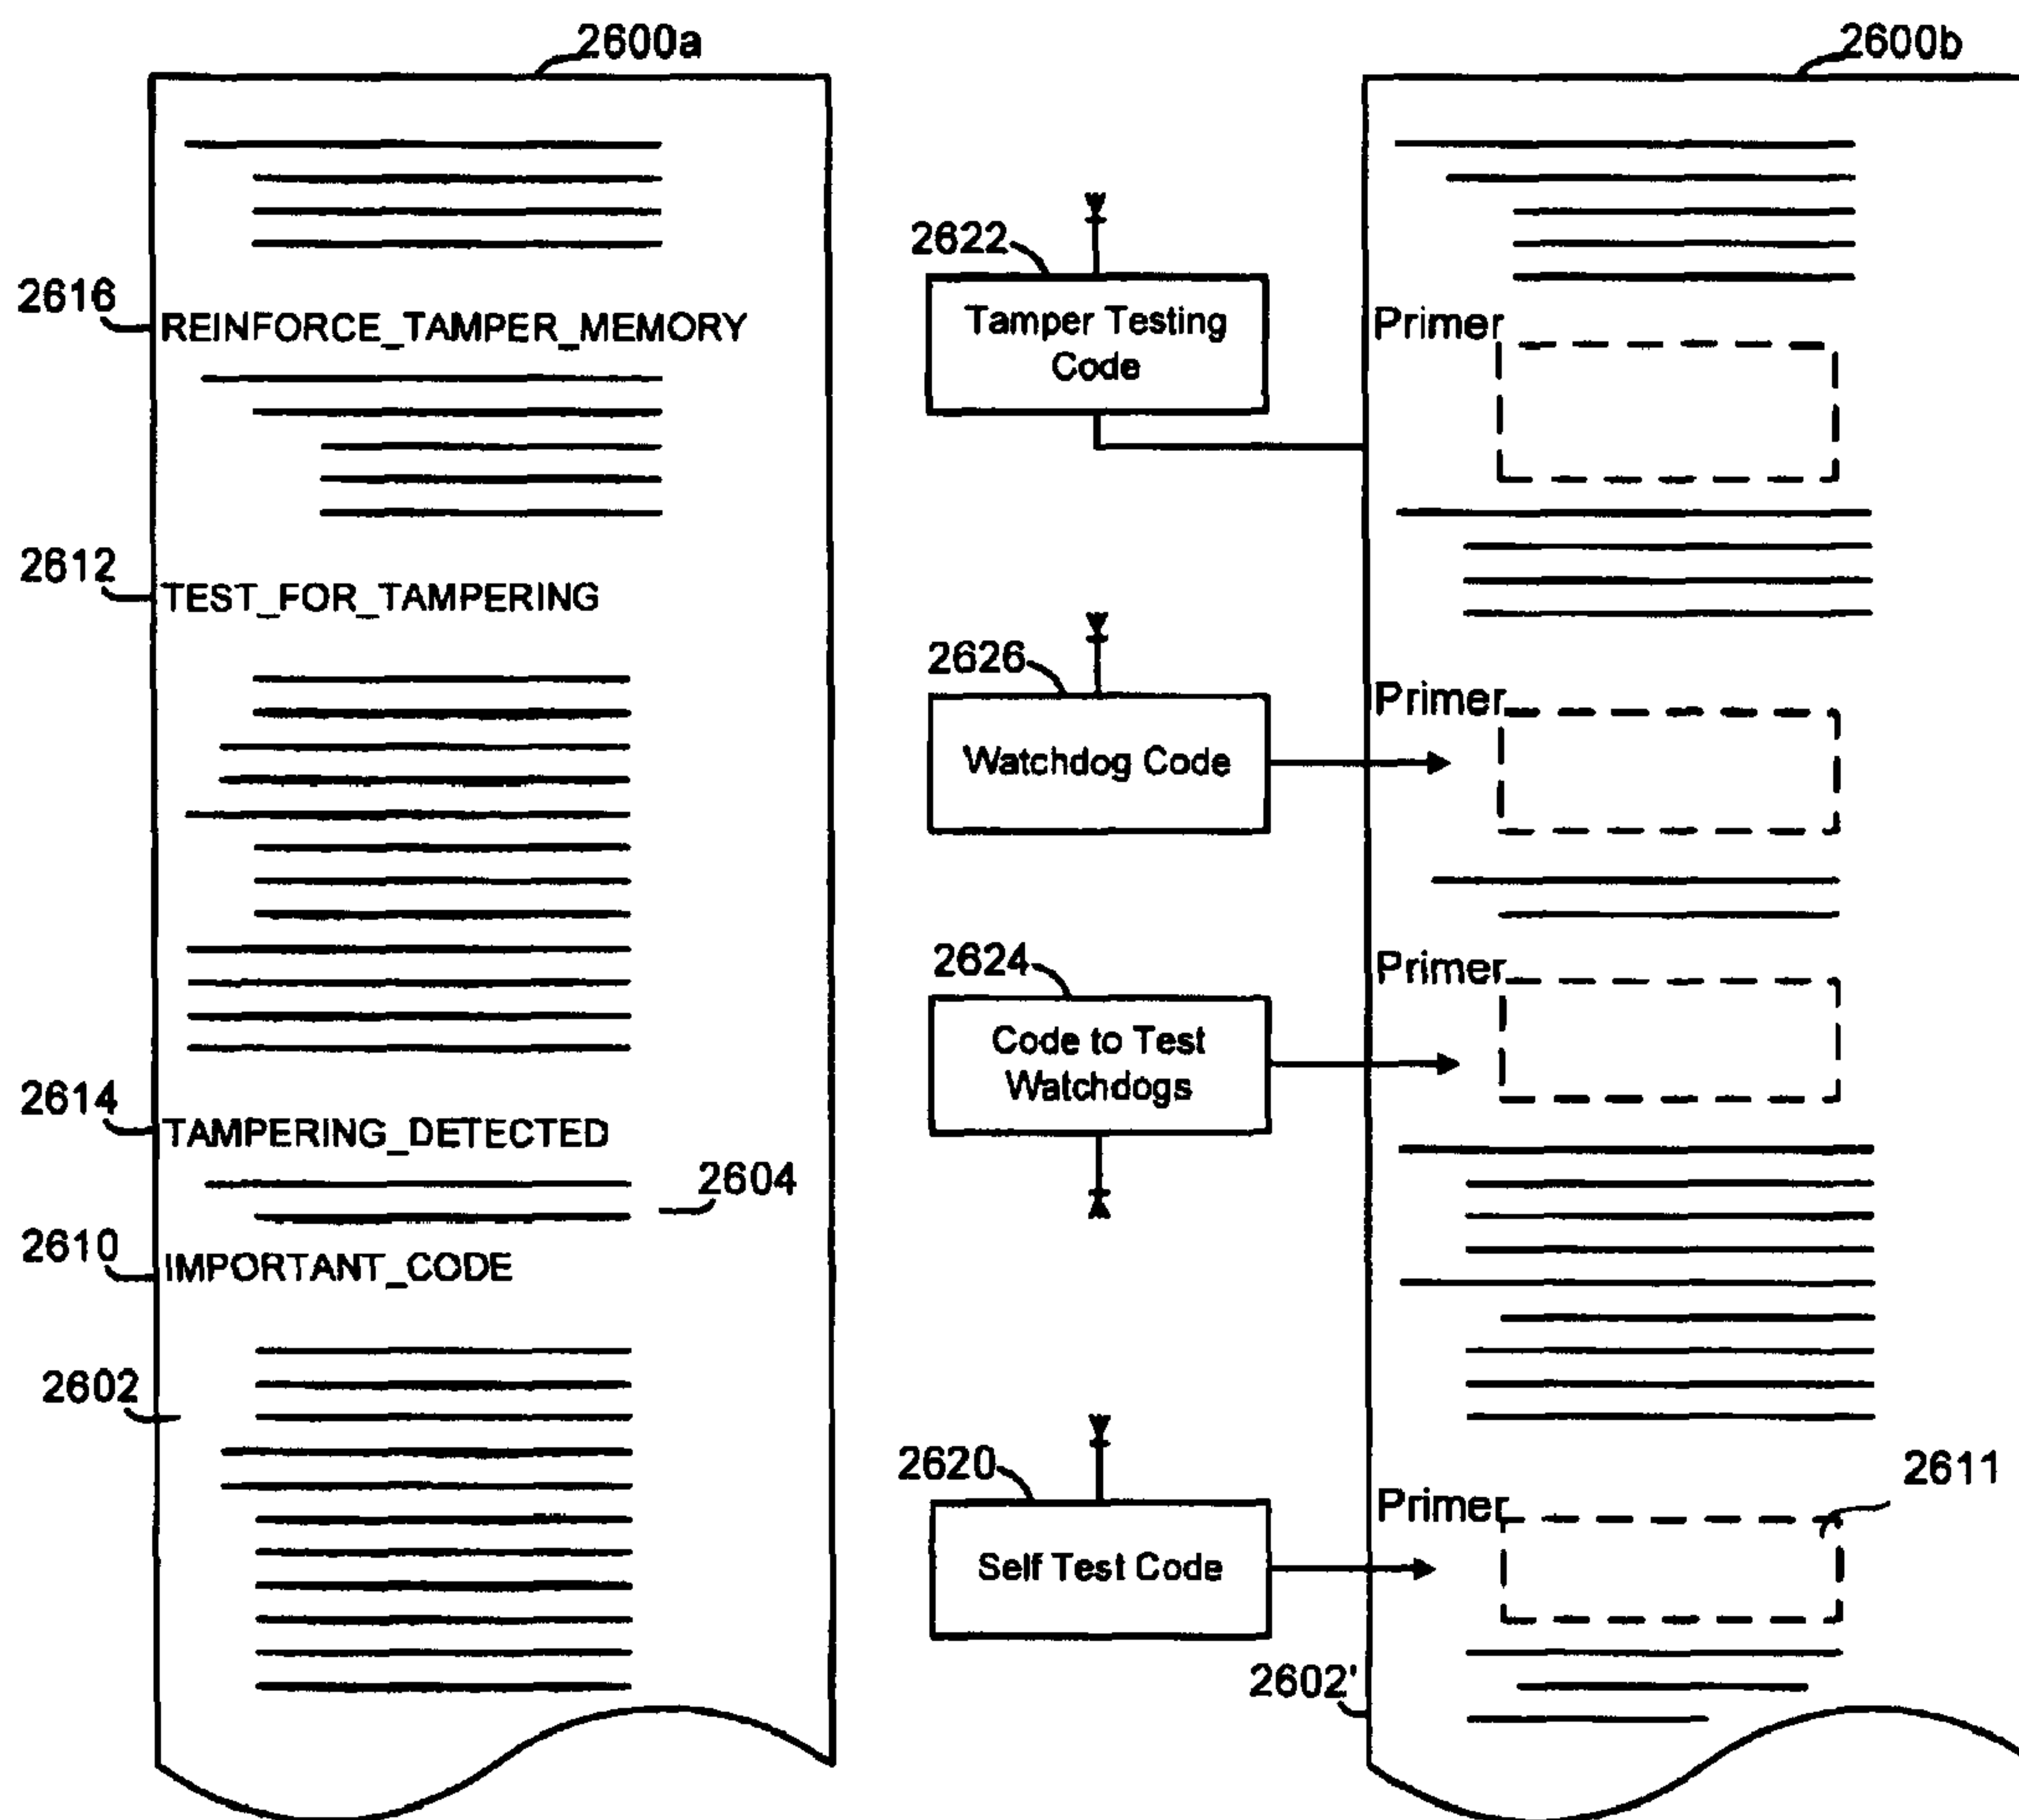 2600a
2600b
2622
2616
REINFORCE_TAMPER_MEMORY
Tamper Testing
Code
Primer
2612
TEST_FOR_TAMPERING
2626
Primer
Watchdog Code
2624
Primer
Code to Test
Watchdogs
2614
TAMPERING_DETECTED
2604
2610
IMPORTANT_CODE
2602
2620
2611
Primer
Self Test Code
2602'